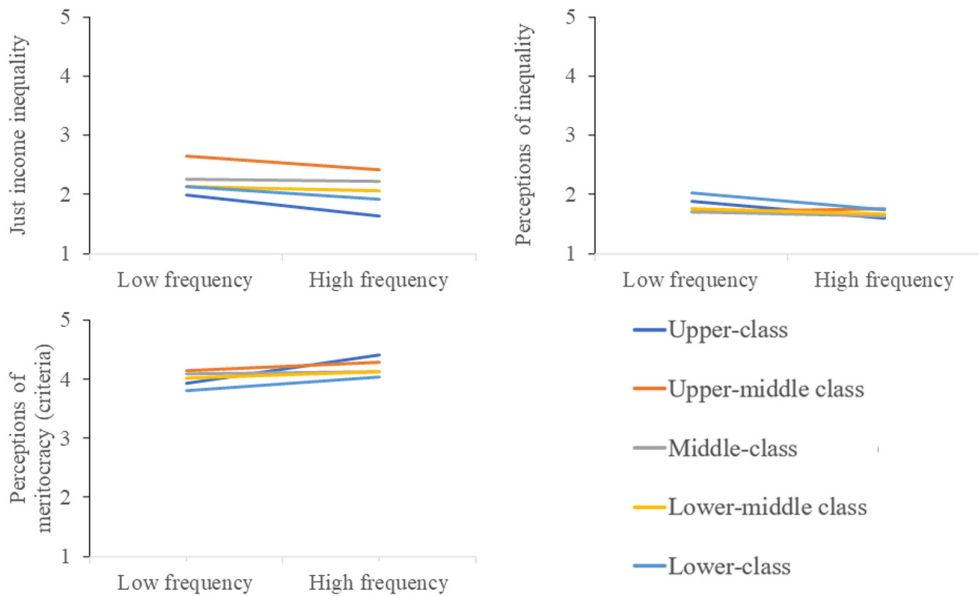 Just income inequality
5
4
3
2
1
Low frequency
High frequency
Perceptions of inequality
5
4
3
2
1
Low frequency
High frequency
Perceptions of
meritocracy (criteria)
5
4
3
2
1
Low frequency
High frequency
Upper-class
Upper-middle class
Middle-class
Lower-middle class
Lower-class